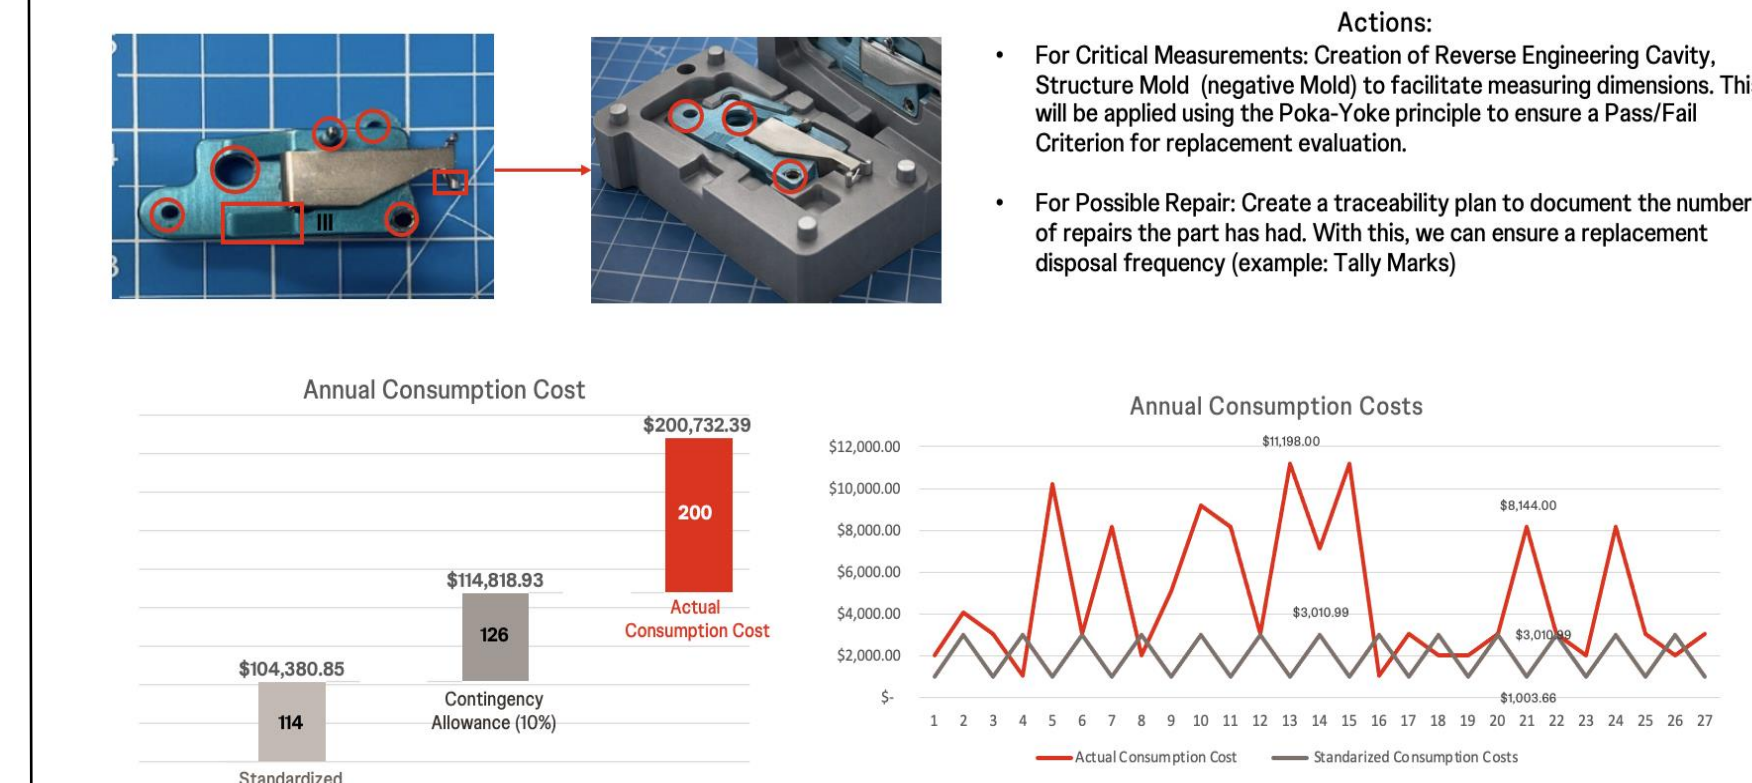 Actions:
• For Critical Measurements: Creation of Reverse Engineering Cavity,
Structure Mold (negative Mold) to facilitate measuring dimensions. This
will be applied using the Poka-Yoke principle to ensure a Pass/Fail
Criterion for replacement evaluation.
• For Possible Repair: Create a traceability plan to document the number
of repairs the part has had. With this, we can ensure a replacement
disposal frequency (example: Tally Marks)
III
Annual Consumption Cost
$200,732.39
200
Actual
Consumption Cost
$114,818.93
126
Contingency
Allowance (10%)
$104,380.85
114
Standardized
Annual Consumption Costs
$12,000.00
$10,000.00
$8,000.00
$6,000.00
$4,000.00
$2,000.00
$-
$11,198.00
$8,144.00
$3,010.99
$3,010.99
$1,003.66
1 2 3 4 5 6 7 8 9 10 11 12 13 14 15 16 17 18 19 20 21 22 23 24 25 26 27
Actual Consumption Cost
Standarized Consumption Costs